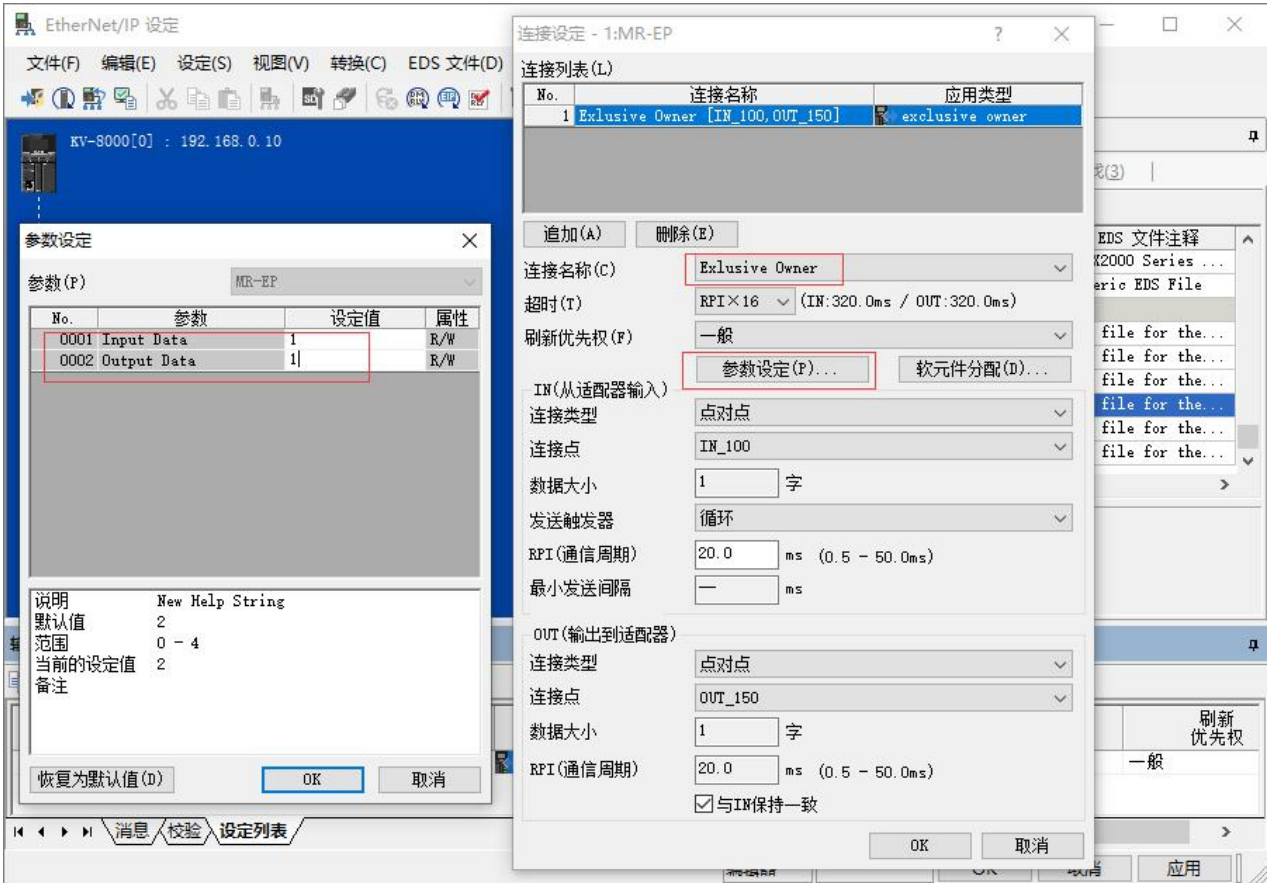 EtherNet/IP 设定
文件(F) 编辑(E) 设定(S) 视图(V) 转换(C) EDS 文件(D)
KV-8000[0] : 192.168.0.10
参数设定
参数(P) MR-EP
No. 参数 设定值 属性
0001 Input Data 1 R/W
0002 Output Data 1 R/W
说明 New Help String
默认值 2
范围 0 - 4
当前的设定值 2
备注
恢复为默认值(D) OK 取消
消息 校验 设定列表
连接设定 - 1:MR-EP
连接列表(L)
No. 连接名称 应用类型
1 Exlusive Owner [IN_100,OUT_150] exclusive owner
追加(A) 删除(E)
连接名称(C) Exlusive Owner
超时(T) RPI×16 (IN:320.0ms / OUT:320.0ms)
刷新优先权(F) 一般
参数设定(P)... 软元件分配(D)...
IN(从适配器输入)
连接类型 点对点
连接点 IN_100
数据大小 1 字
发送触发器 循环
RPI(通信周期) 20.0 ms (0.5 - 50.0ms)
最小发送间隔 — ms
OUT(输出到适配器)
连接类型 点对点
连接点 OUT_150
数据大小 1 字
RPI(通信周期) 20.0 ms (0.5 - 50.0ms)
与IN保持一致
OK 取消
(3)
EDS 文件注释
2000 Series ...
eric EDS File
file for the...
file for the...
file for the...
file for the...
file for the...
file for the...
刷新
优先权
一般
应用